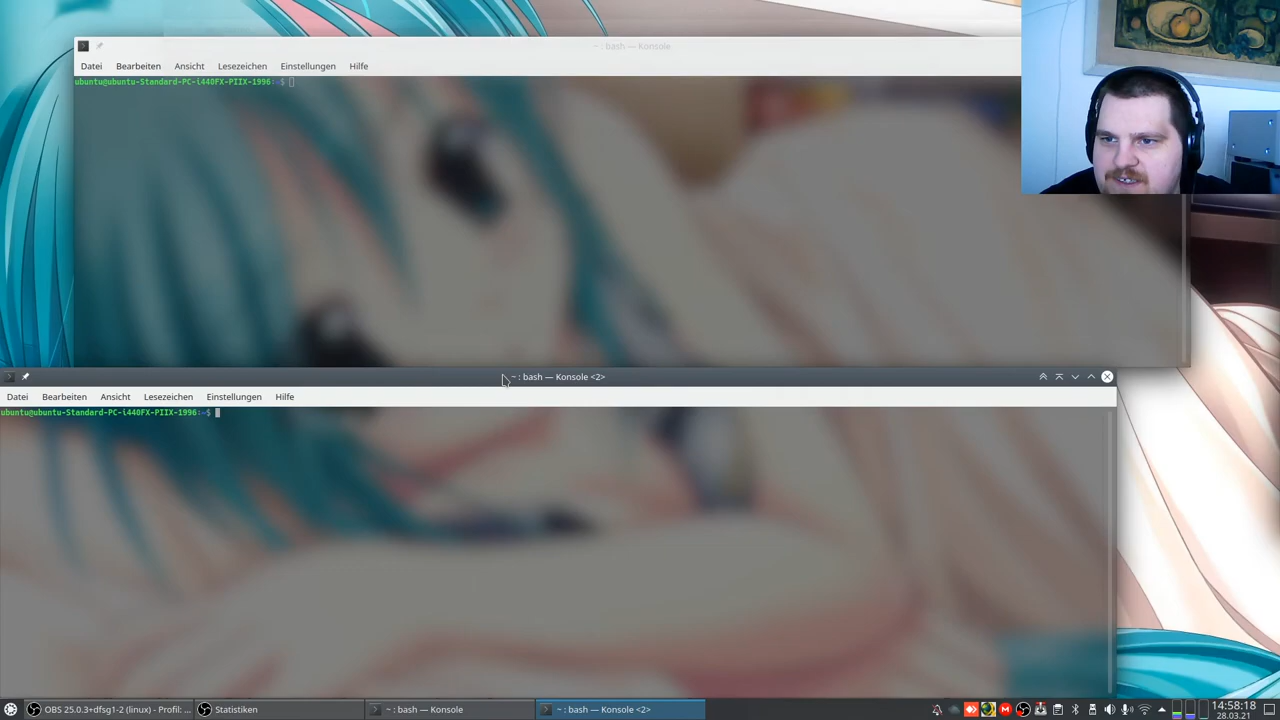 ~ : bash — Konsole
Datei Bearbeiten Ansicht Lesezeichen Einstellungen Hilfe
ubuntu@ubuntu-Standard-PC-i440FX-PIIX-1996:~$
~ : bash — Konsole <2>
Datei Bearbeiten Ansicht Lesezeichen Einstellungen Hilfe
ubuntu@ubuntu-Standard-PC-i440FX-PIIX-1996:~$
OBS 25.0.3+dfsg1-2 (linux) - Profil: ...
Statistiken
~ : bash — Konsole
~ : bash — Konsole <2>
14:58:18
28.03.21